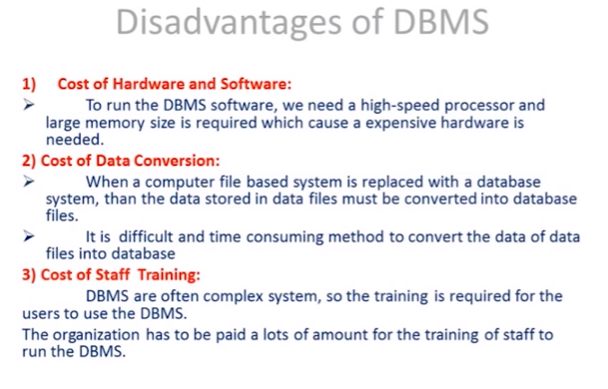 Disadvantages of DBMS
1) Cost of Hardware and Software:
➢ To run the DBMS software, we need a high-speed processor and
large memory size is required which cause a expensive hardware is
needed.
2) Cost of Data Conversion:
➢ When a computer file based system is replaced with a database
system, than the data stored in data files must be converted into database
files.
➢ It is difficult and time consuming method to convert the data of data
files into database
3) Cost of Staff Training:
DBMS are often complex system, so the training is required for the
users to use the DBMS.
The organization has to be paid a lots of amount for the training of staff to
run the DBMS.